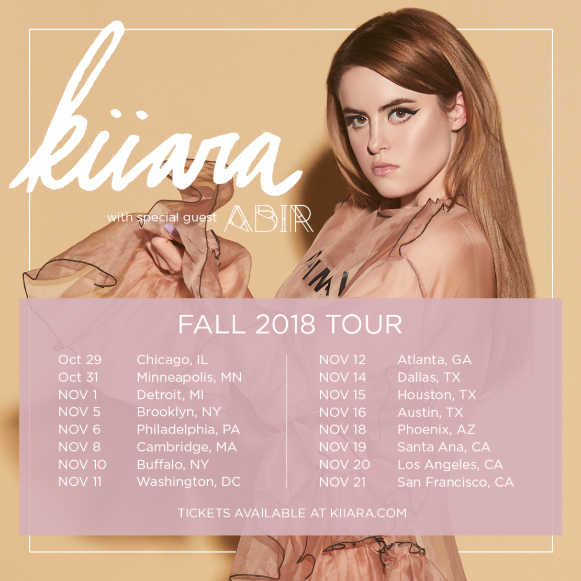 kiiara
with special guest ABIR
FALL 2018 TOUR
Oct 29 Chicago, IL
Oct 31 Minneapolis, MN
NOV 1 Detroit, MI
NOV 5 Brooklyn, NY
NOV 6 Philadelphia, PA
NOV 8 Cambridge, MA
NOV 10 Buffalo, NY
NOV 11 Washington, DC
NOV 12 Atlanta, GA
NOV 14 Dallas, TX
NOV 15 Houston, TX
NOV 16 Austin, TX
NOV 18 Phoenix, AZ
NOV 19 Santa Ana, CA
NOV 20 Los Angeles, CA
NOV 21 San Francisco, CA
TICKETS AVAILABLE AT KIIARA.COM